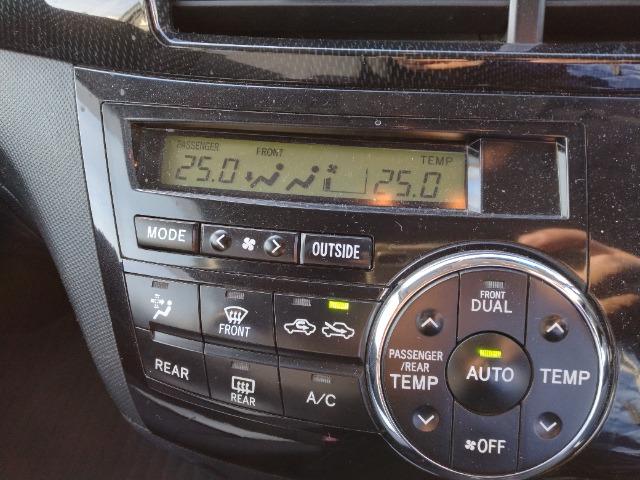 PASSENGER FRONT TEMP
25.0 25.0
MODE OUTSIDE
FRONT
DUAL
FRONT
PASSENGER
/REAR
TEMP
AUTO
TEMP
REAR
REAR
A/C
OFF